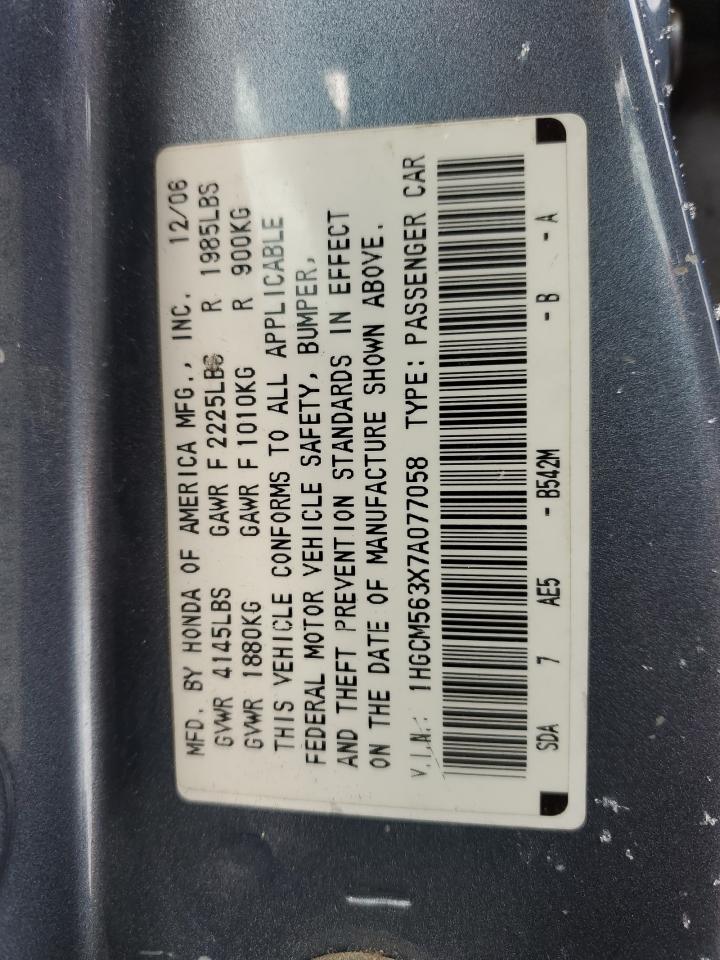 MFD. BY HONDA OF AMERICA MFG., INC. 12/06
GVWR 4145LBS GAWR F 2225LBS R 1985LBS
GVWR 1880KG GAWR F 1010KG R 900KG
THIS VEHICLE CONFORMS TO ALL APPLICABLE
FEDERAL MOTOR VEHICLE SAFETY, BUMPER,
AND THEFT PREVENTION STANDARDS IN EFFECT
ON THE DATE OF MANUFACTURE SHOWN ABOVE.
V.I.N.: 1HGCM563X7A077058 TYPE: PASSENGER CAR
SDA 7 AE5 - B542M - B - A